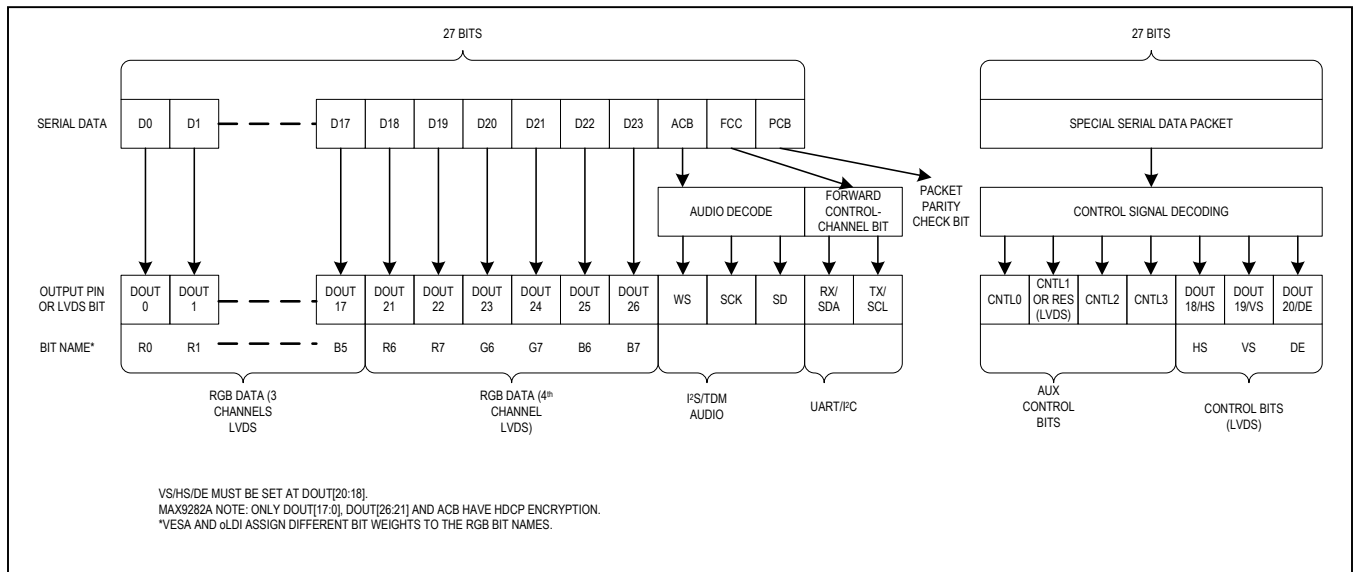 27 BITS
27 BITS
SERIAL DATA
D0
D1
D17
D18
D19
D20
D21
D22
D23
ACB
FCC
PCB
SPECIAL SERIAL DATA PACKET
AUDIO DECODE
FORWARD
CONTROL-
CHANNEL BIT
PACKET
PARITY
CHECK BIT
CONTROL SIGNAL DECODING
OUTPUT PIN
OR LVDS BIT
DOUT
0
DOUT
1
DOUT
17
DOUT
21
DOUT
22
DOUT
23
DOUT
24
DOUT
25
DOUT
26
WS
SCK
SD
RX/
SDA
TX/
SCL
CNTL0
CNTL1
OR RES
(LVDS)
CNTL2
CNTL3
DOUT
18/HS
DOUT
19/VS
DOUT
20/DE
BIT NAME*
R0
R1
B5
R6
R7
G6
G7
B6
B7
HS
VS
DE
RGB DATA (3
CHANNELS
LVDS
RGB DATA (4th
CHANNEL
LVDS)
I²S/TDM
AUDIO
UART/I²C
AUX
CONTROL
BITS
CONTROL BITS
(LVDS)
VS/HS/DE MUST BE SET AT DOUT[20:18].
MAX9282A NOTE: ONLY DOUT[17:0], DOUT[26:21] AND ACB HAVE HDCP ENCRYPTION.
*VESA AND oLDI ASSIGN DIFFERENT BIT WEIGHTS TO THE RGB BIT NAMES.